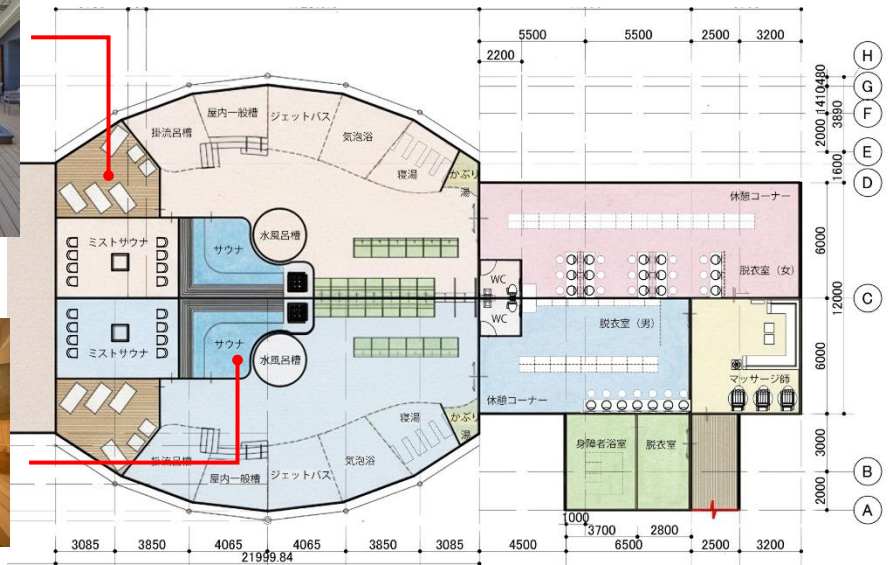 5500
5500
2500
3200
2200
H
G
F
E
D
C
B
A
480
1410
2000
3890
1600
6000
12000
6000
3000
2000
掛流呂槽
屋内一般槽
ジェットバス
気泡浴
寝湯
かぶり
湯
休憩コーナー
脱衣室（女）
ミストサウナ
サウナ
水風呂槽
WC
WC
ミストサウナ
サウナ
水風呂槽
脱衣室（男）
休憩コーナー
マッサージ師
掛流呂槽
屋内一般槽
ジェットバス
気泡浴
寝湯
かぶり
湯
身障者浴室
脱衣室
1000
3700
2800
3085
3850
4065
4065
3850
3085
4500
6500
2500
3200
21999.84